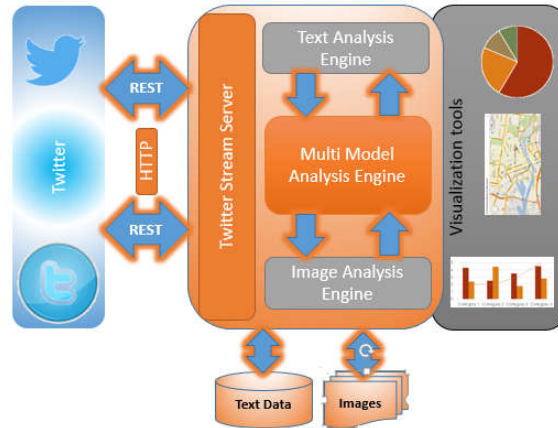 Twitter
REST
HTTP
REST
Twitter Stream Server
Text Analysis
Engine
Multi Model
Analysis Engine
Image Analysis
Engine
Visualization tools
Text Data
Images